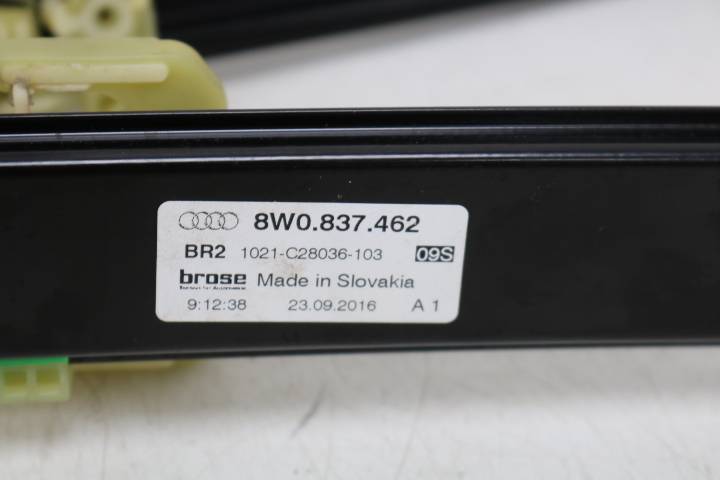 8W0.837.462
BR2 1021-C28036-103 09S
brose Made in Slovakia
9:12:38 23.09.2016 A 1